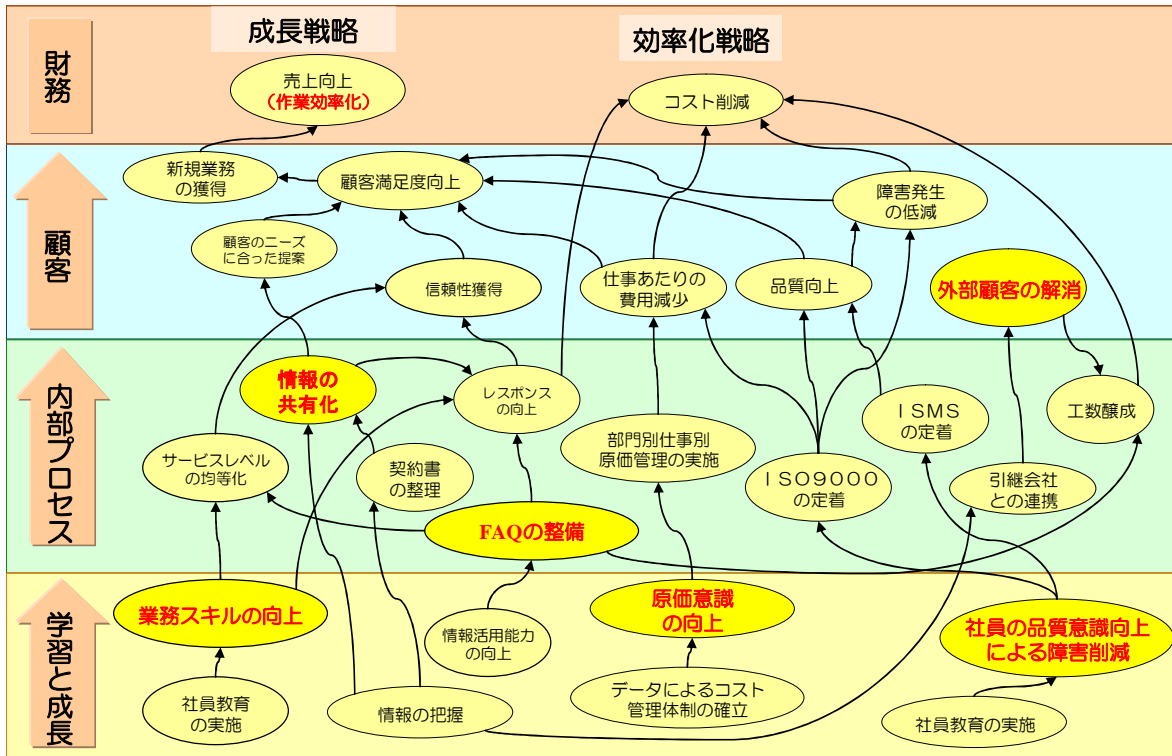 財務
成長戦略
効率化戦略
売上向上
（作業効率化）
コスト削減
顧客
新規業務
の獲得
顧客満足度向上
障害発生
の低減
顧客のニーズ
に合った提案
信頼性獲得
仕事あたりの
費用減少
品質向上
外部顧客の解消
内部プロセス
情報の
共有化
レスポンス
の向上
ＩＳＭＳ
の定着
工数醸成
サービスレベル
の均等化
契約書
の整理
部門別仕事別
原価管理の実施
ＩＳＯ９０００
の定着
引継会社
との連携
FAQの整備
学習と成長
業務スキルの向上
情報活用能力
の向上
原価意識
の向上
社員の品質意識向上
による障害削減
社員教育
の実施
情報の把握
データによるコスト
管理体制の確立
社員教育の実施